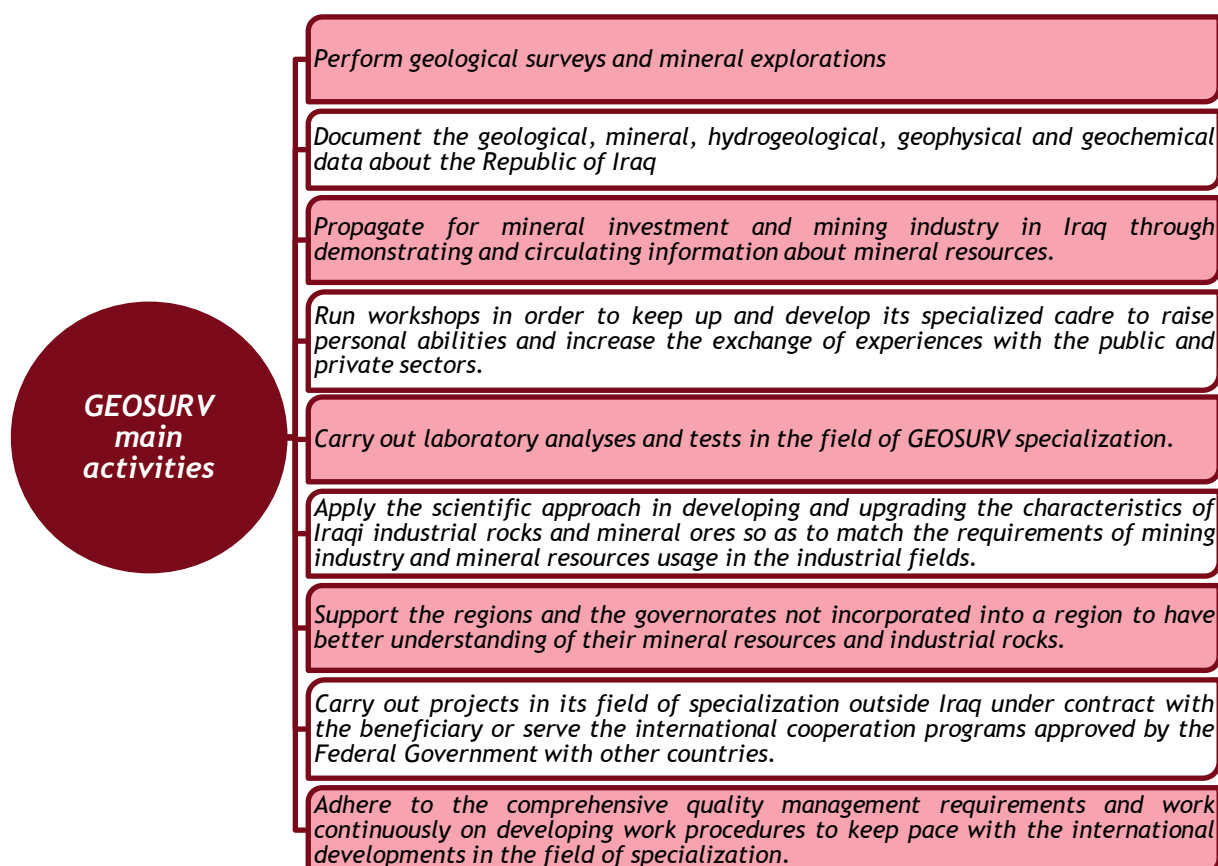 Perform geological surveys and mineral explorations
Document the geological, mineral, hydrogeological, geophysical and geochemical
data about the Republic of Iraq
Propagate for mineral investment and mining industry in Iraq through
demonstrating and circulating information about mineral resources.
Run workshops in order to keep up and develop its specialized cadre to raise
personal abilities and increase the exchange of experiences with the public and
private sectors.
GEOSURV
main
activities
Carry out laboratory analyses and tests in the field of GEOSURV specialization.
Apply the scientific approach in developing and upgrading the characteristics of
Iraqi industrial rocks and mineral ores so as to match the requirements of mining
industry and mineral resources usage in the industrial fields.
Support the regions and the governorates not incorporated into a region to have
better understanding of their mineral resources and industrial rocks.
Carry out projects in its field of specialization outside Iraq under contract with
the beneficiary or serve the international cooperation programs approved by the
Federal Government with other countries.
Adhere to the comprehensive quality management requirements and work
continuously on developing work procedures to keep pace with the international
developments in the field of specialization.